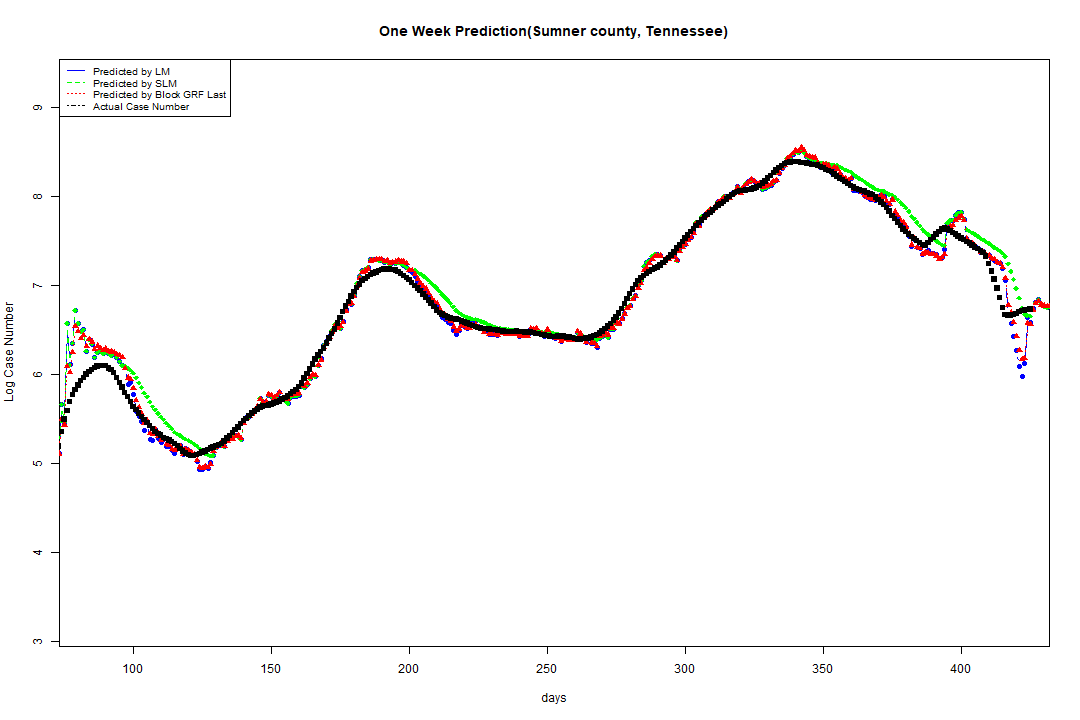 One Week Prediction(Sumner county, Tennessee)
Predicted by LM
Predicted by SLM
Predicted by Block GRF Last
Actual Case Number
9
8
7
6
5
4
3
Log Case Number
100 150 200 250 300 350 400
days